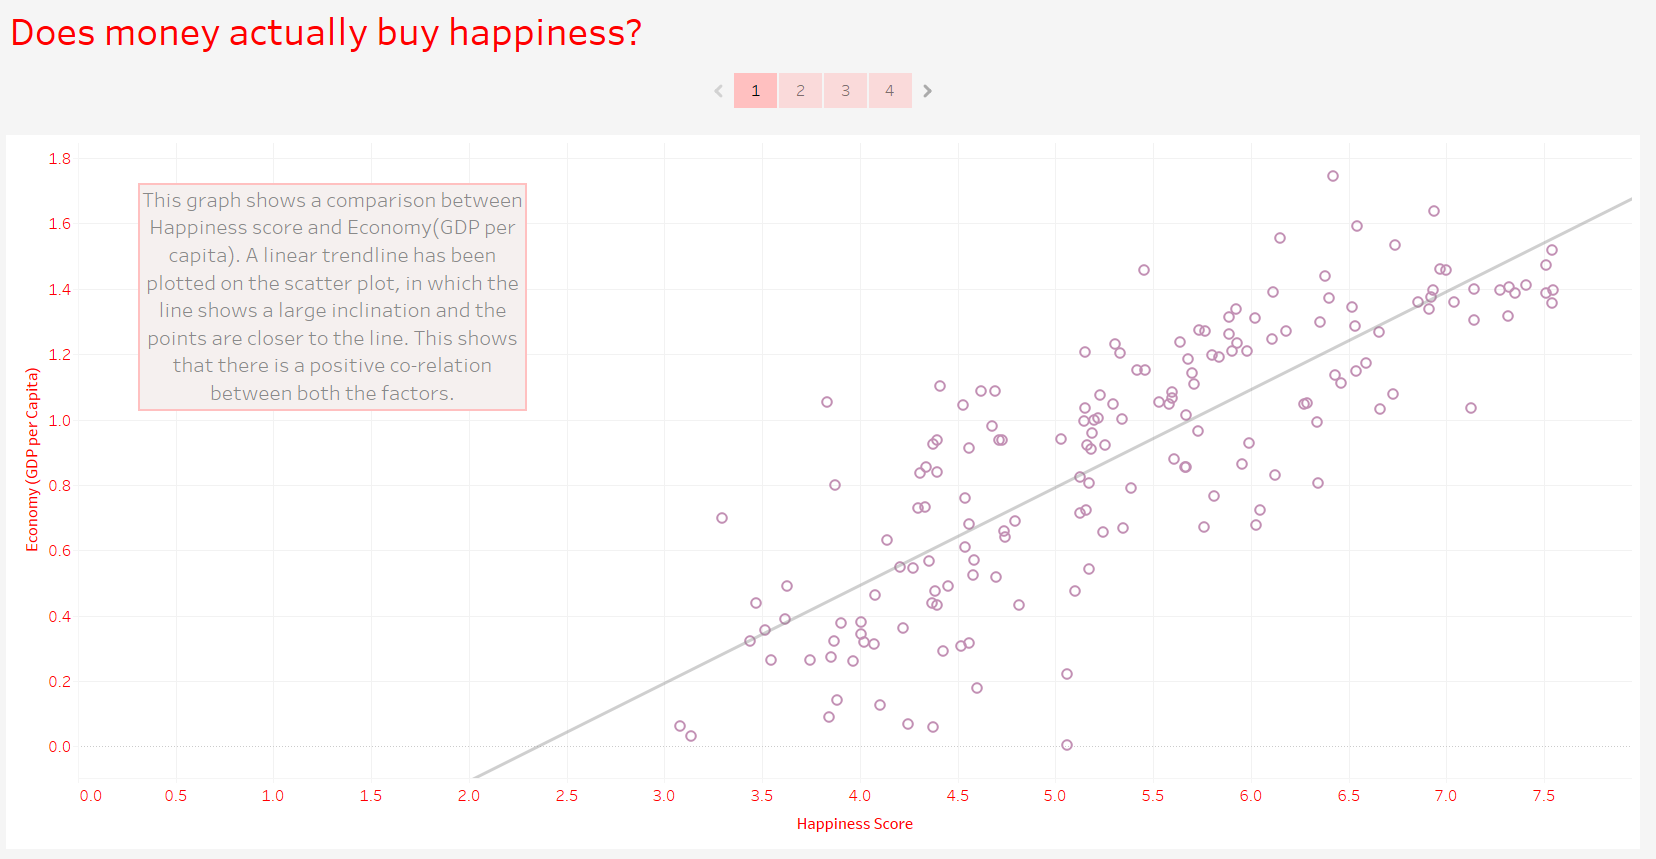 Does money actually buy happiness?
1 2 3 4
1.8
1.6
1.4
1.2
1.0
0.8
0.6
0.4
0.2
0.0
Economy (GDP per Capita)
This graph shows a comparison between
Happiness score and Economy(GDP per
capita). A linear trendline has been
plotted on the scatter plot, in which the
line shows a large inclination and the
points are closer to the line. This shows
that there is a positive co-relation
between both the factors.
0.0 0.5 1.0 1.5 2.0 2.5 3.0 3.5 4.0 4.5 5.0 5.5 6.0 6.5 7.0 7.5
Happiness Score